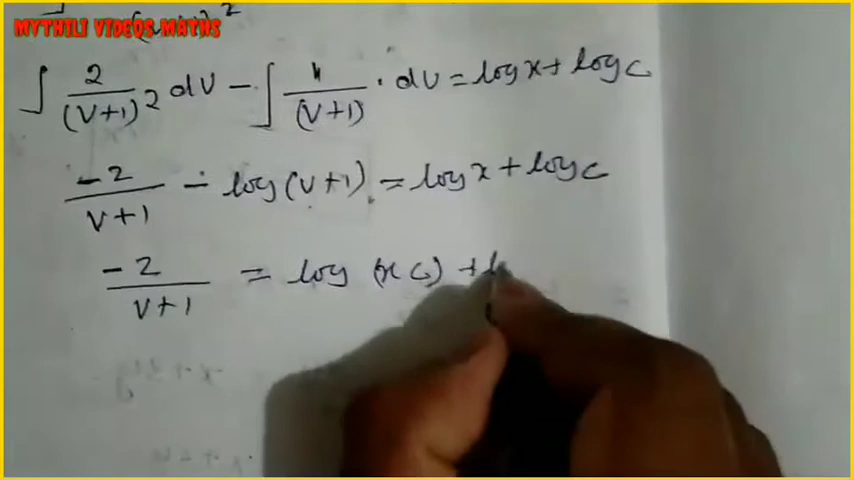 MYTHILI VIDEOS MATHS
∫ 2/(V+1)² dV − ∫ 1/(V+1) · dV = log x + log C
−2/V+1 − log (V+1) = log x + log C
−2/V+1 = log (x C) +